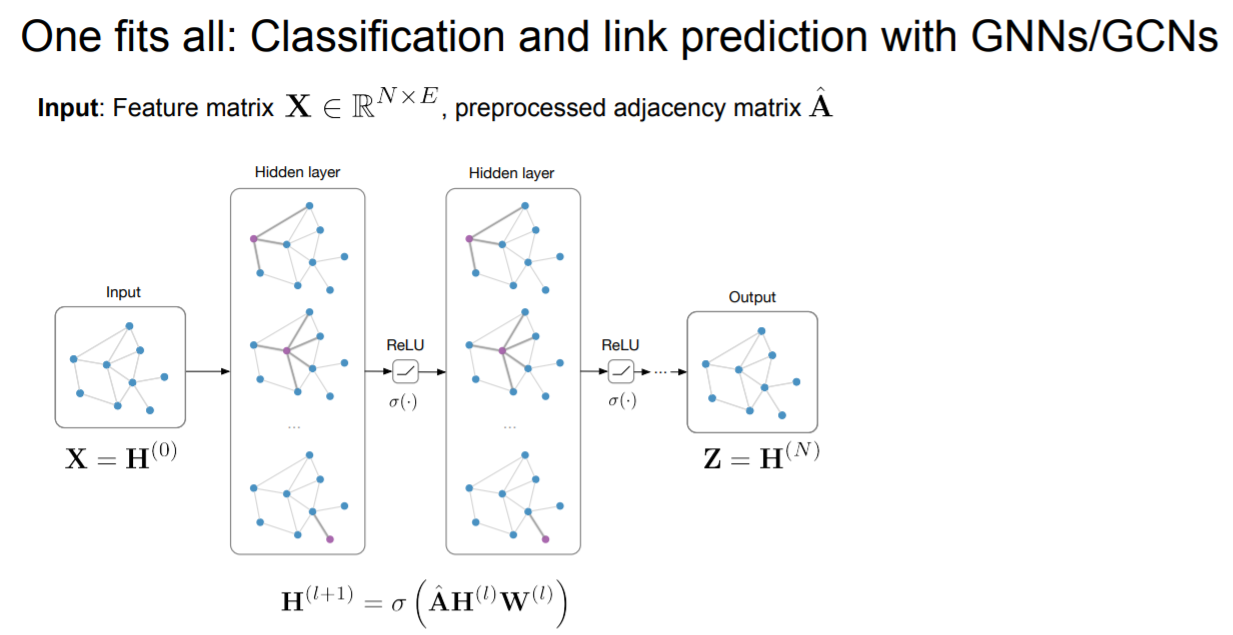 One fits all: Classification and link prediction with GNNs/GCNs
Input: Feature matrix X ∈ ℝ^{N×E}, preprocessed adjacency matrix Â
Hidden layer
Hidden layer
Input
Output
ReLU
ReLU
σ(·)
σ(·)
...
...
...
X = H^{(0)}
Z = H^{(N)}
H^{(l+1)} = σ(ÂH^{(l)}W^{(l)})